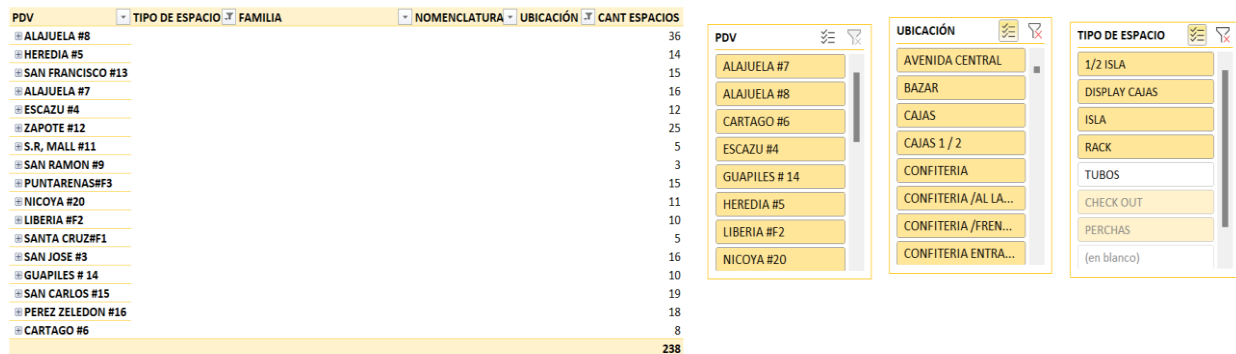 PDV TIPO DE ESPACIO FAMILIA NOMENCLATURA UBICACIÓN CANT ESPACIOS
ALAJUELA #8 36
HEREDIA #5 14
SAN FRANCISCO #13 15
ALAJUELA #7 16
ESCAZU #4 12
ZAPOTE #12 25
S.R, MALL #11 5
SAN RAMON #9 3
PUNTARENAS#F3 15
NICOYA #20 11
LIBERIA #F2 10
SANTA CRUZ#F1 5
SAN JOSE #3 16
GUAPILES # 14 10
SAN CARLOS #15 19
PEREZ ZELEDON #16 18
CARTAGO #6 8
238
PDV
ALAJUELA #7
ALAJUELA #8
CARTAGO #6
ESCAZU #4
GUAPILES # 14
HEREDIA #5
LIBERIA #F2
NICOYA #20
UBICACIÓN
AVENIDA CENTRAL
BAZAR
CAJAS
CAJAS 1 / 2
CONFITERIA
CONFITERIA /AL LA...
CONFITERIA /FREN...
CONFITERIA ENTRA...
TIPO DE ESPACIO
1/2 ISLA
DISPLAY CAJAS
ISLA
RACK
TUBOS
CHECK OUT
PERCHAS
(en blanco)